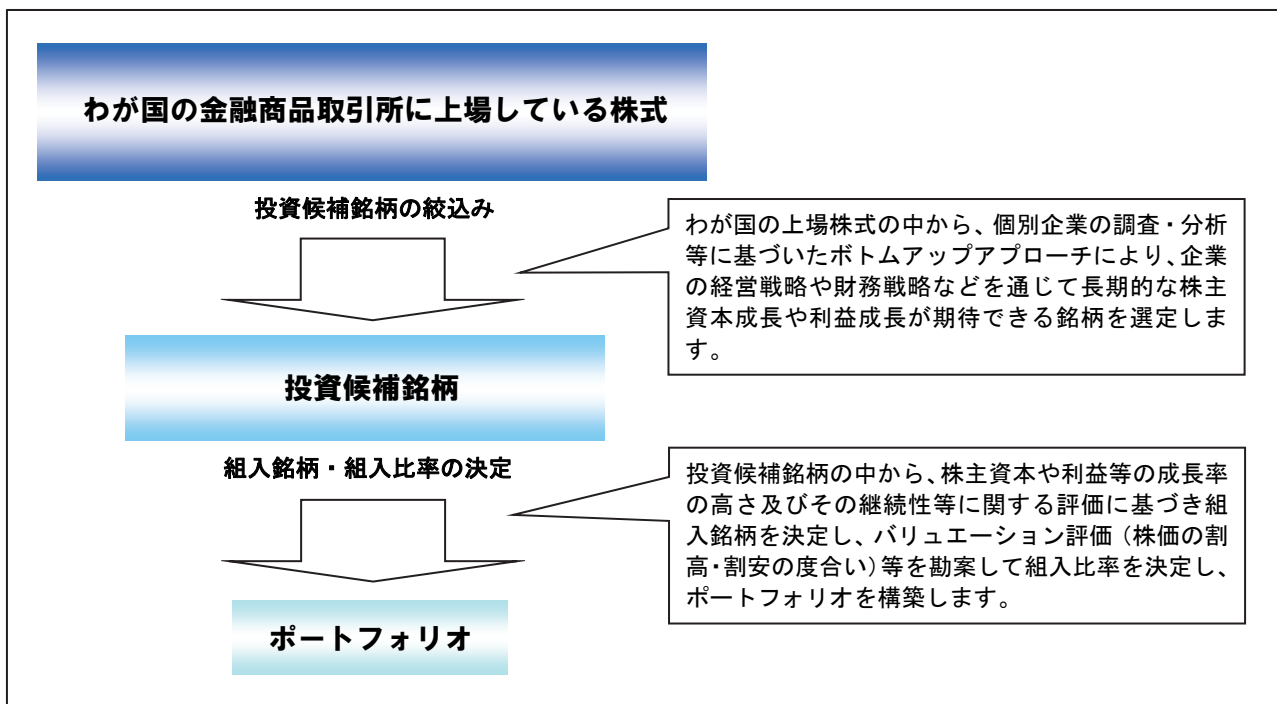 わが国の金融商品取引所に上場している株式
投資候補銘柄の絞込み
わが国の上場株式の中から、個別企業の調査・分析
等に基づいたボトムアップアプローチにより、企業
の経営戦略や財務戦略などを通じて長期的な株主
資本成長や利益成長が期待できる銘柄を選定しま
す。
投資候補銘柄
組入銘柄・組入比率の決定
投資候補銘柄の中から、株主資本や利益等の成長率
の高さ及びその継続性等に関する評価に基づき組
入銘柄を決定し、バリュエーション評価（株価の割
高・割安の度合い）等を勘案して組入比率を決定し、
ポートフォリオを構築します。
ポートフォリオ